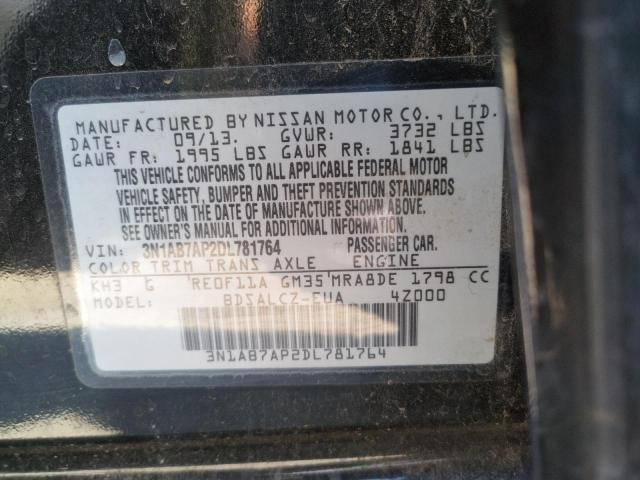 MANUFACTURED BY NISSAN MOTOR CO., LTD.
DATE: 09/13. GVWR: 3732 LBS
GAWR FR: 1995 LBS GAWR RR: 1841 LBS
THIS VEHICLE CONFORMS TO ALL APPLICABLE FEDERAL MOTOR
VEHICLE SAFETY, BUMPER AND THEFT PREVENTION STANDARDS
IN EFFECT ON THE DATE OF MANUFACTURE SHOWN ABOVE.
SEE OWNER'S MANUAL FOR ADDITIONAL INFORMATION.
VIN: 3N1AB7AP2DL781764 PASSENGER CAR.
COLOR TRIM TRANS AXLE ENGINE
KH3 G RE0F11A GM35 MRA8DE 1798 CC
MODEL: BDSALCZ-EUA 4Z000
3N1AB7AP2DL781764